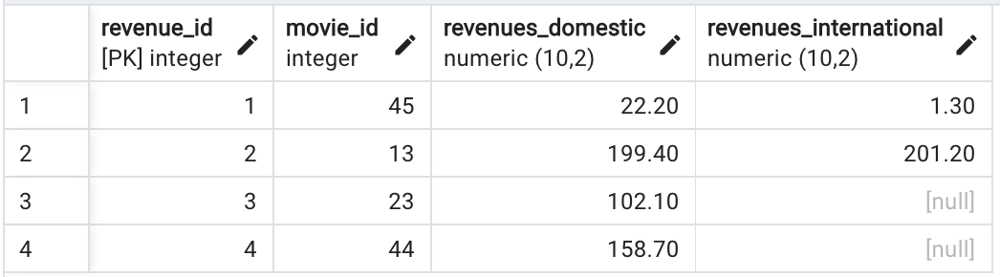 revenue_id movie_id revenues_domestic revenues_international
[PK] integer integer numeric (10,2) numeric (10,2)
1 1 45 22.20 1.30
2 2 13 199.40 201.20
3 3 23 102.10 [null]
4 4 44 158.70 [null]